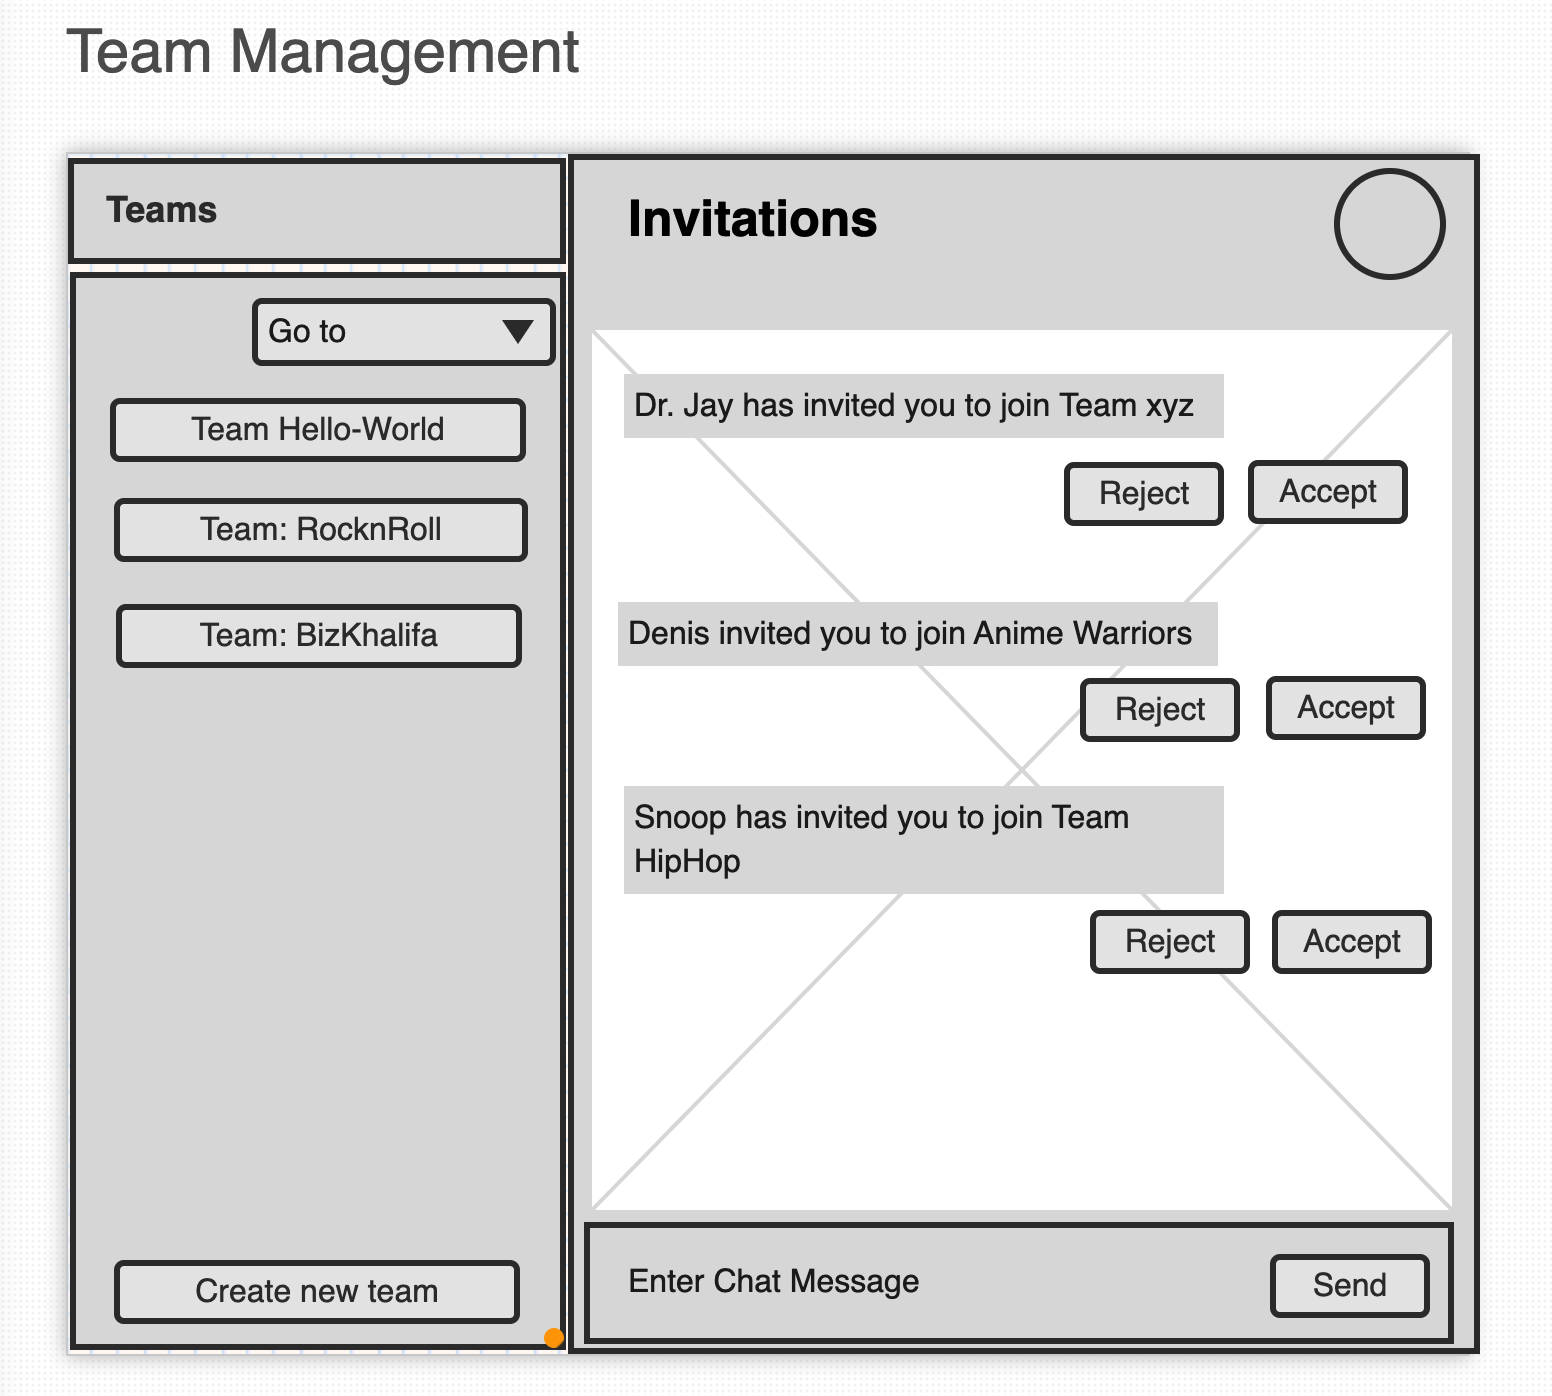 Team Management
Teams
Go to
Team Hello-World
Team: RocknRoll
Team: BizKhalifa
Create new team
Invitations
Dr. Jay has invited you to join Team xyz
Reject
Accept
Denis invited you to join Anime Warriors
Reject
Accept
Snoop has invited you to join Team
HipHop
Reject
Accept
Enter Chat Message
Send